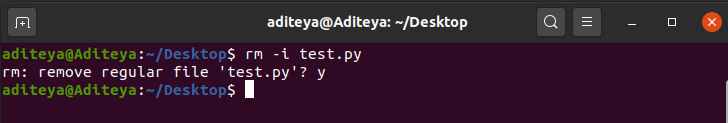 aditeya@Aditeya: ~/Desktop
aditeya@Aditeya:~/Desktop$ rm -i test.py
rm: remove regular file 'test.py'? y
aditeya@Aditeya:~/Desktop$